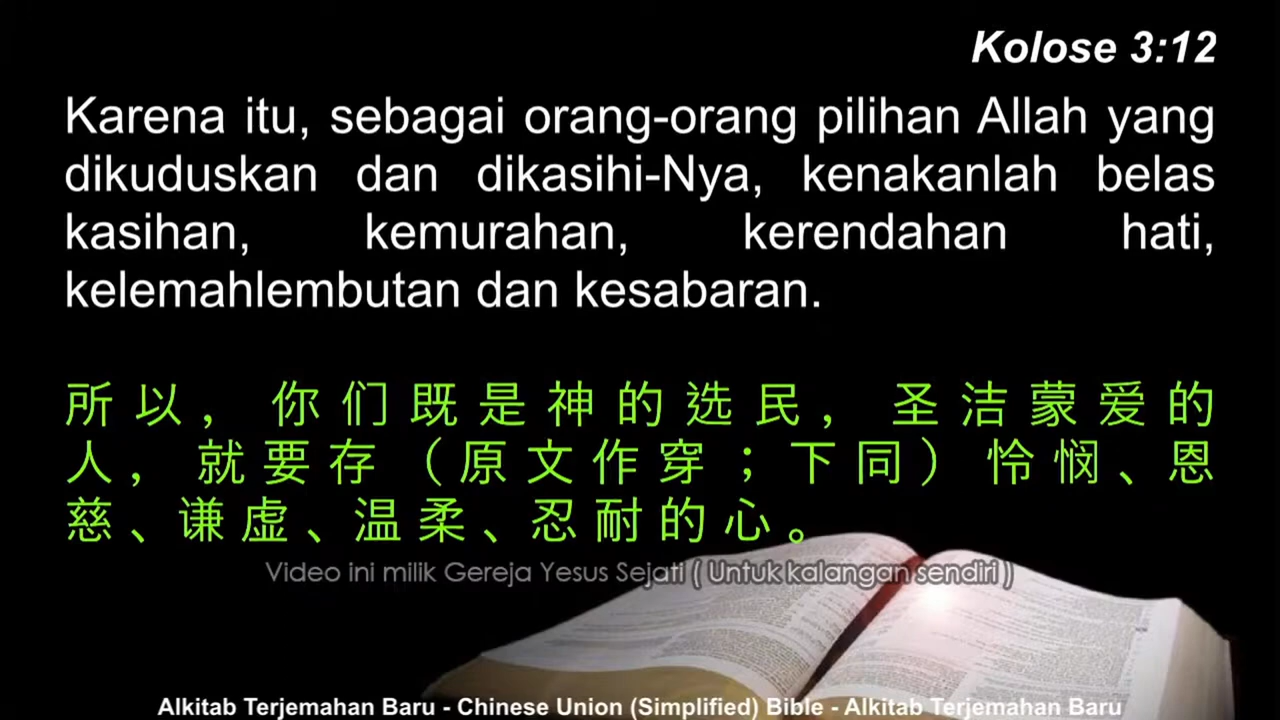 Kolose 3:12
Karena itu, sebagai orang-orang pilihan Allah yang
dikuduskan dan dikasihi-Nya, kenakanlah belas
kasihan, kemurahan, kerendahan hati,
kelemahlembutan dan kesabaran.
所以，你们既是神的选民，圣洁蒙爱的
人，就要存（原文作穿；下同）怜悯、恩
慈、谦虚、温柔、忍耐的心。
Video ini milik Gereja Yesus Sejati ( Untuk kalangan sendiri )
Alkitab Terjemahan Baru - Chinese Union (Simplified) Bible - Alkitab Terjemahan Baru